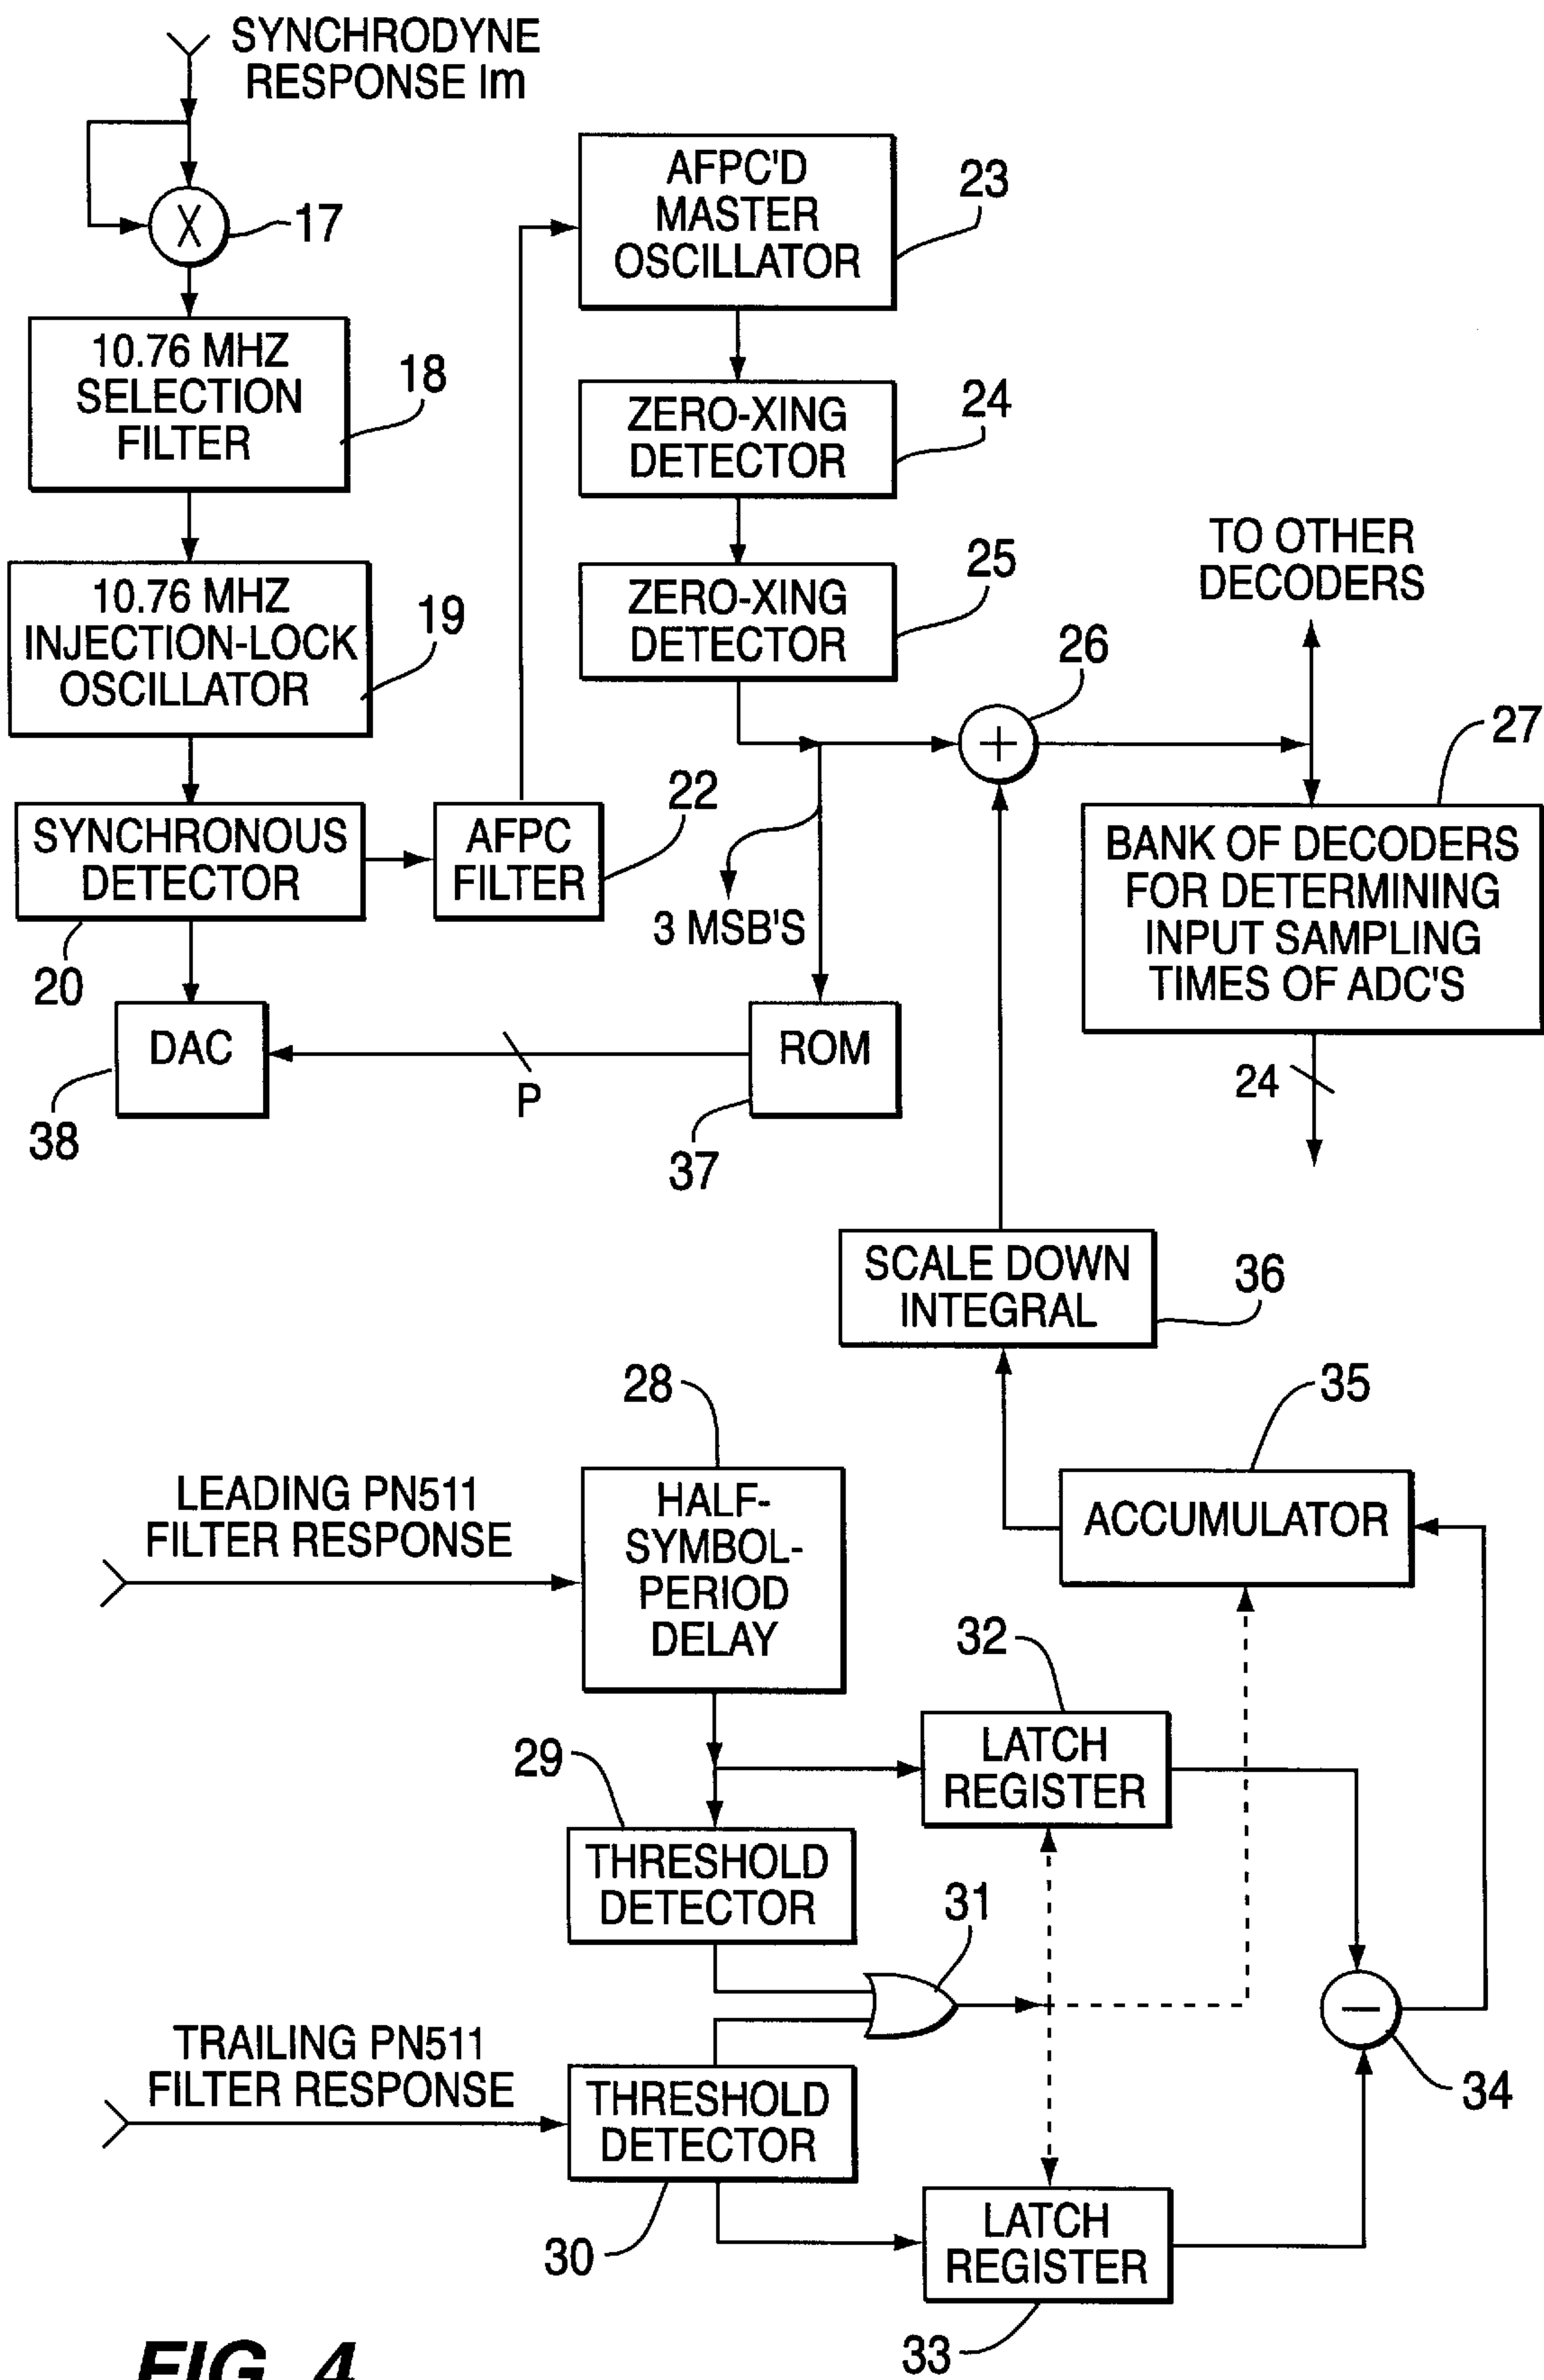 SYNCHRODYNE
RESPONSE Im
17
10.76 MHZ
SELECTION
FILTER
18
10.76 MHZ
INJECTION-LOCK
OSCILLATOR
19
SYNCHRONOUS
DETECTOR
20
AFPC
FILTER
22
AFPC'D
MASTER
OSCILLATOR
23
ZERO-XING
DETECTOR
24
ZERO-XING
DETECTOR
25
26
TO OTHER
DECODERS
27
BANK OF DECODERS
FOR DETERMINING
INPUT SAMPLING
TIMES OF ADC'S
24
3 MSB'S
DAC
38
P
ROM
37
SCALE DOWN
INTEGRAL
36
28
35
LEADING PN511
FILTER RESPONSE
HALF-
SYMBOL-
PERIOD
DELAY
ACCUMULATOR
32
LATCH
REGISTER
29
THRESHOLD
DETECTOR
31
34
TRAILING PN511
FILTER RESPONSE
THRESHOLD
DETECTOR
30
LATCH
REGISTER
33
FIG. 4